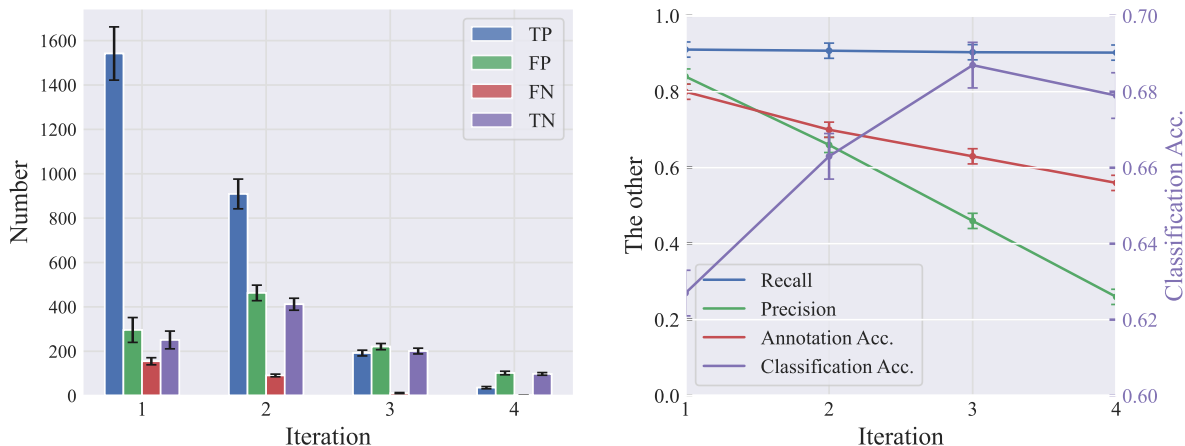 1600
1400
1200
1000
800
600
400
200
0
Number
1 2 3 4
Iteration
TP
FP
FN
TN
1.0
0.8
0.6
0.4
0.2
0.0
The other
0.70
0.68
0.66
0.64
0.62
0.60
Classification Acc.
Recall
Precision
Annotation Acc.
Classification Acc.
1 2 3 4
Iteration